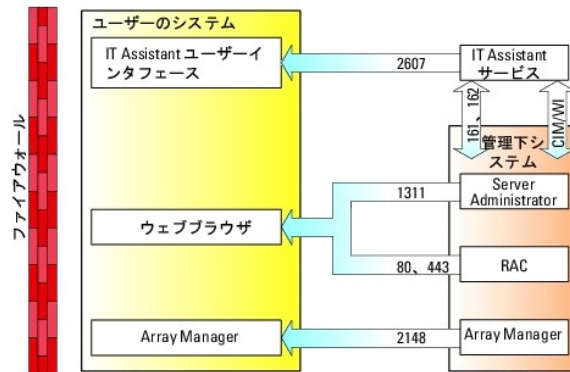 ファイアウォール
ユーザーのシステム
IT Assistant ユーザーイ
ンタフェース
2607
IT Assistant
サービス
161、162
CIM/WI
管理下シ
ステム
1311
Server
Administrator
ウェブブラウザ
80、443
RAC
Array Manager
2148
Array Manager